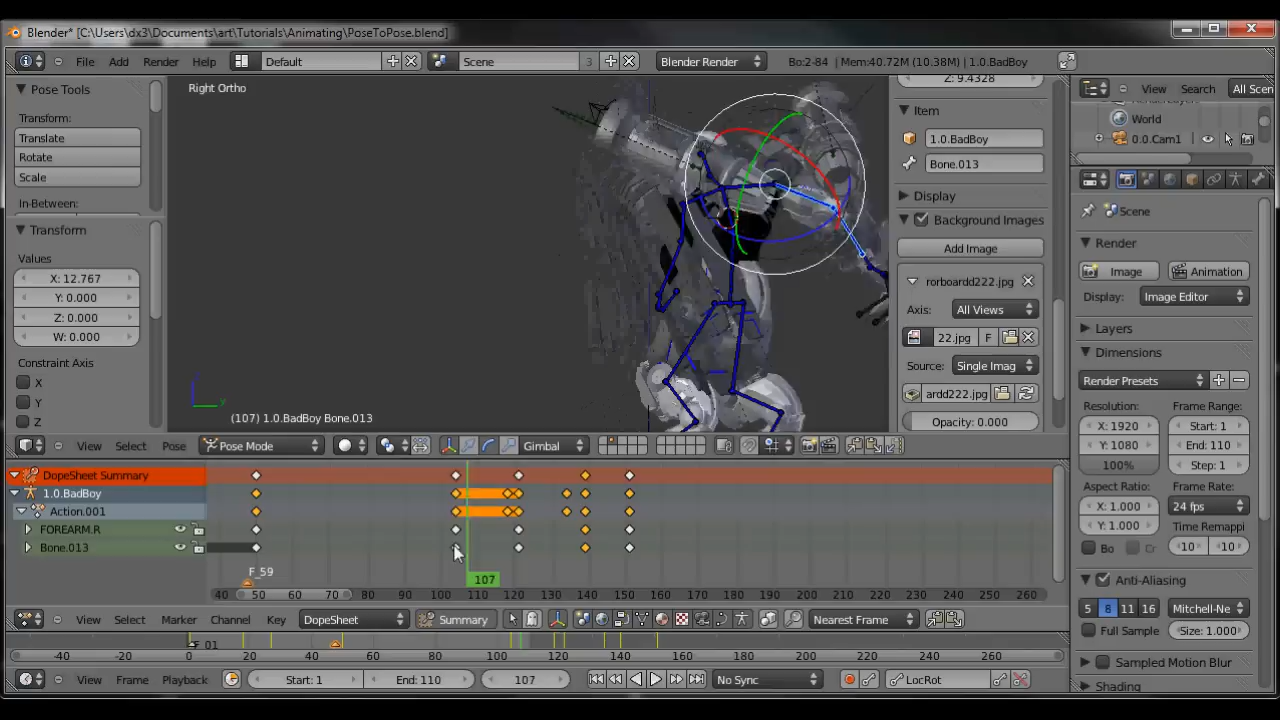 Blender* [C:\Users\dx3\Documents\art\Tutorials\Animating\PoseToPose.blend]
File Add Render Help Default Scene 3 Blender Render Bo:2-84 | Mem:40.72M (10.38M) | 1.0.BadBoy
Pose Tools
Transform:
Translate
Rotate
Scale
In-Between:
Transform
Values
X: 12.767
Y: 0.000
Z: 0.000
W: 0.000
Constraint Axis
X
Y
Z
Right Ortho
(107) 1.0.BadBoy Bone.013
Z: 9.4328
Item
1.0.BadBoy
Bone.013
Display
Background Images
Add Image
rorboardd222.jpg
Axis: All Views
22.jpg F
Source: Single Imag
ardd222.jpg
Opacity: 0.000
View Search All Scen
World
0.0.Cam1
Scene
Render
Image Animation
Display: Image Editor
Layers
Dimensions
Render Presets
Resolution: Frame Range:
X: 1920 Start: 1
Y: 1080 End: 110
100% Step: 1
Aspect Ratio: Frame Rate:
X: 1.000 24 fps
Y: 1.000 Time Remappi
Bo 10 10
Anti-Aliasing
5 8 11 16 Mitchell-Ne
Full Sample Size: 1.000
Sampled Motion Blur
Shading
View Select Pose Pose Mode Gimbal
DopeSheet Summary
1.0.BadBoy
Action.001
FOREARM.R
Bone.013
F_59
107
40 50 60 70 80 90 100 110 120 130 140 150 160 170 180 190 200 210 220 230 240 250 260
View Select Marker Channel Key DopeSheet Summary Nearest Frame
F_01
-40 -20 0 20 40 60 80 100 120 140 160 180 200 220 240 260
View Frame Playback Start: 1 End: 110 107 No Sync LocRot